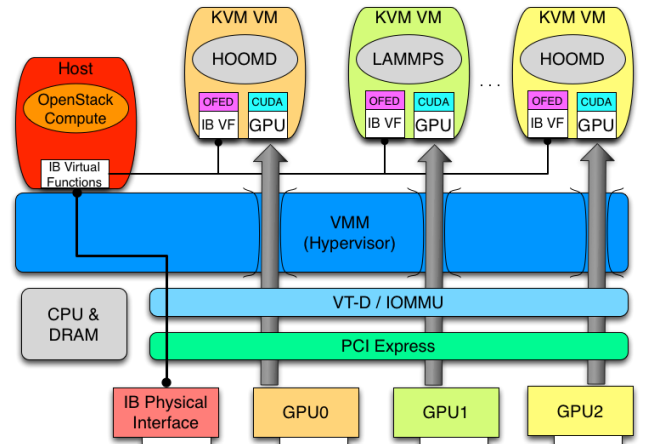 KVM VM
KVM VM
KVM VM
Host
HOOMD
LAMMPS
HOOMD
. . .
OpenStack
Compute
OFED
CUDA
OFED
CUDA
OFED
CUDA
IB VF
GPU
IB VF
GPU
IB VF
GPU
IB Virtual
Functions
VMM
(Hypervisor)
CPU &
DRAM
VT-D / IOMMU
PCI Express
IB Physical
Interface
GPU0
GPU1
GPU2